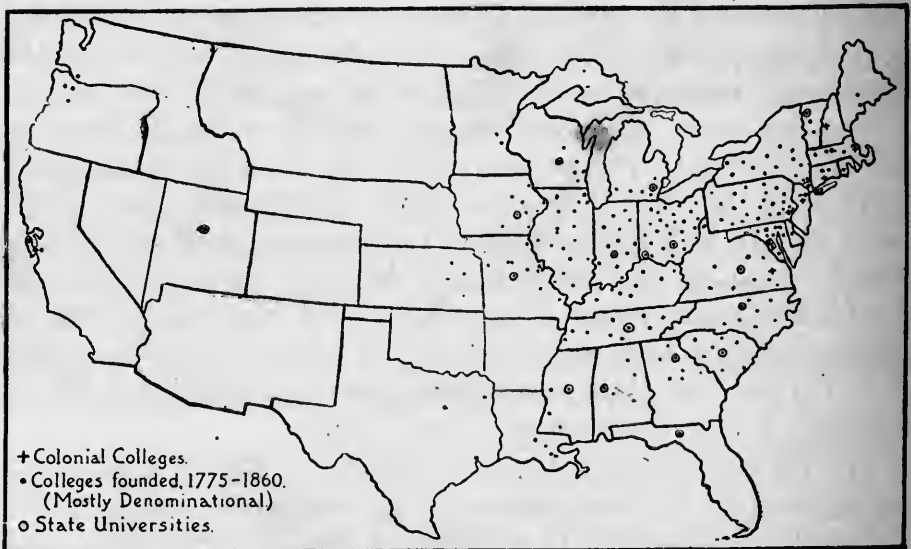 + Colonial Colleges.
• Colleges founded, 1775-1860.
(Mostly Denominational)
o State Universities.